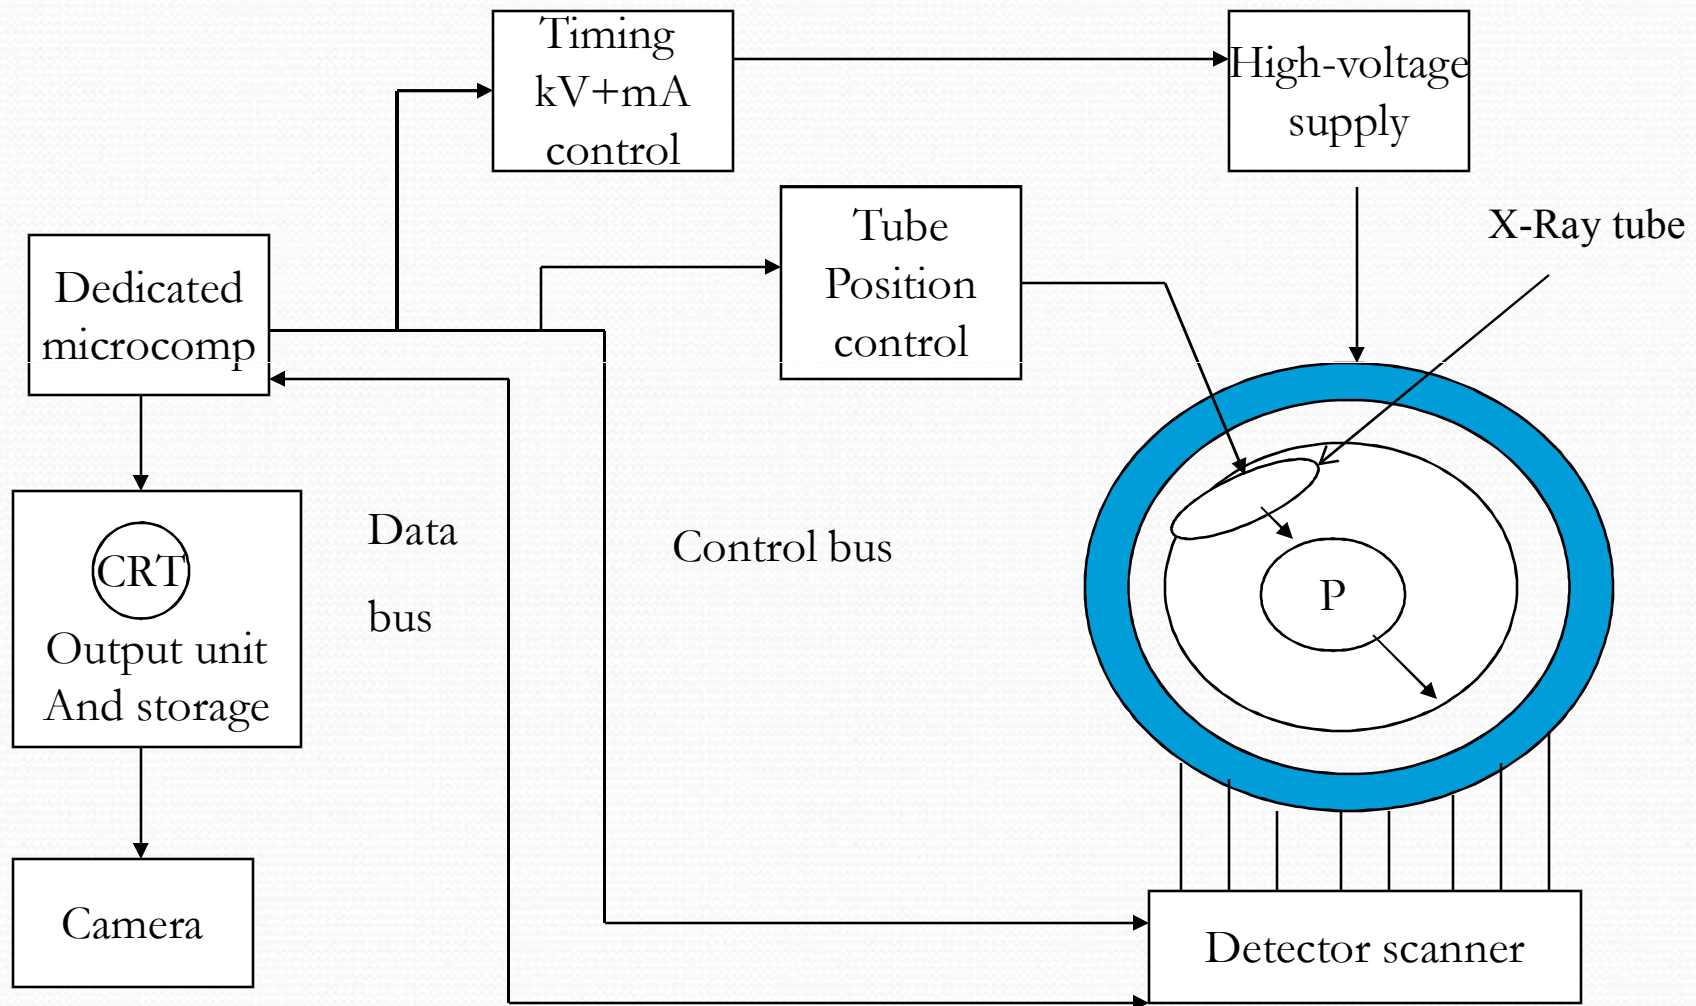 Timing
kV+mA
control
High-voltage
supply
Tube
Position
control
X-Ray tube
Dedicated
microcomp
CRT
Output unit
And storage
Data
bus
Control bus
P
Camera
Detector scanner